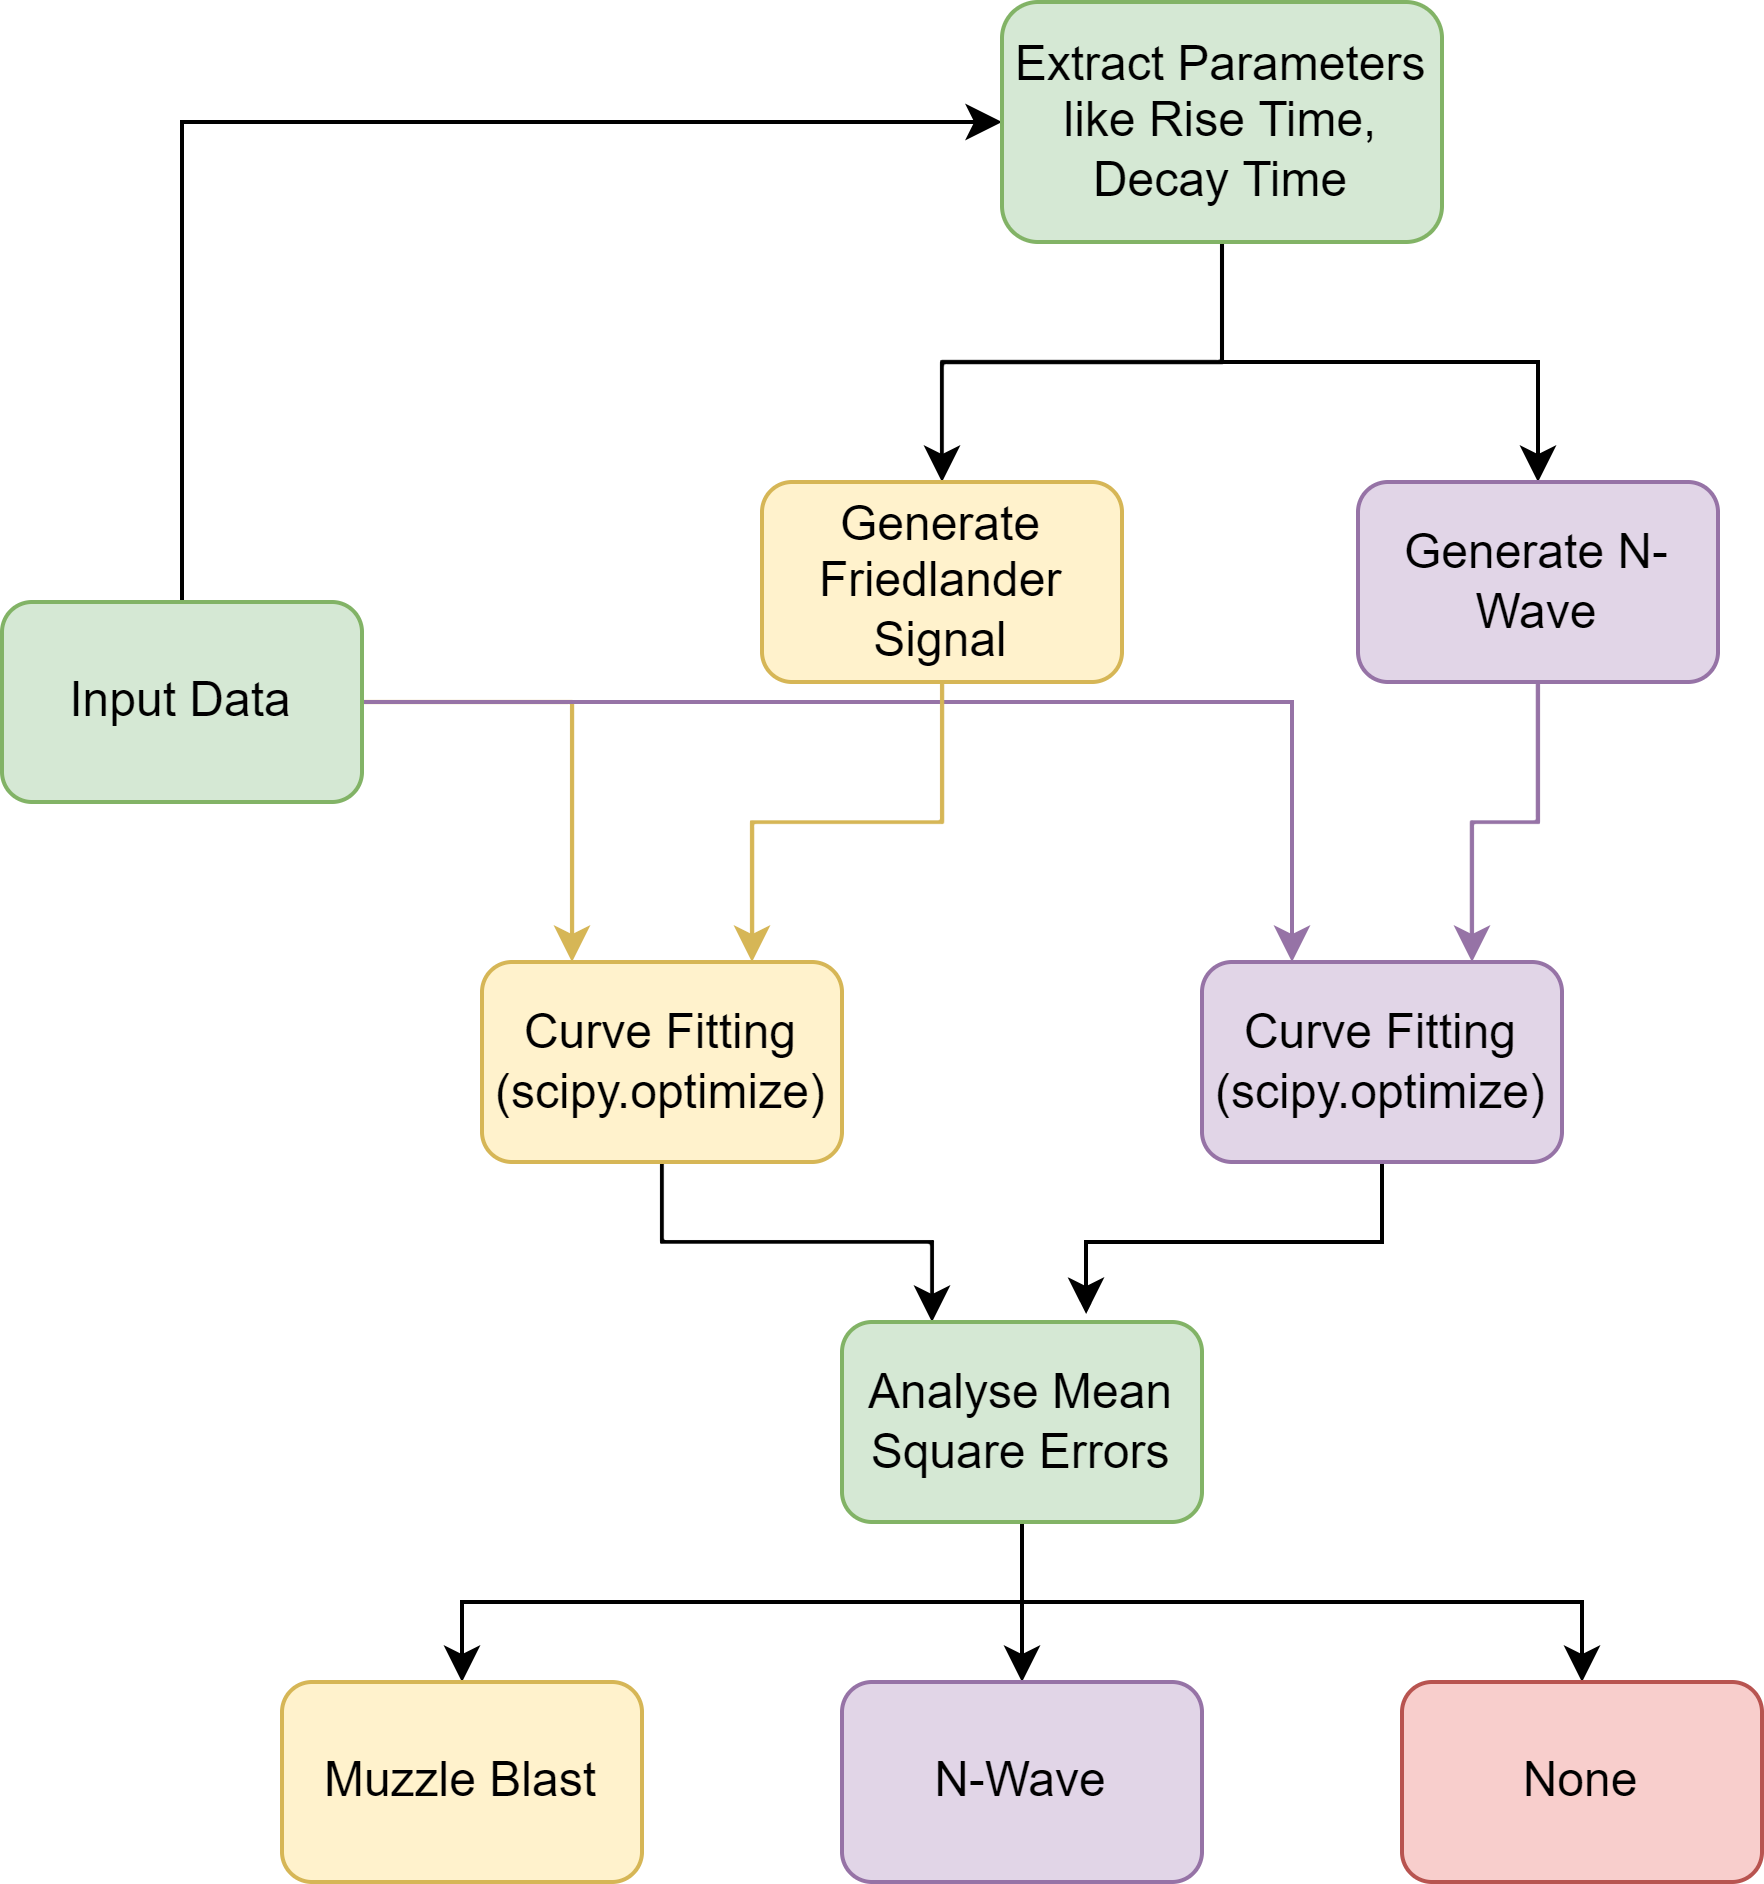 Extract Parameters
like Rise Time,
Decay Time
Generate
Friedlander
Signal
Generate N-
Wave
Input Data
Curve Fitting
(scipy.optimize)
Curve Fitting
(scipy.optimize)
Analyse Mean
Square Errors
Muzzle Blast
N-Wave
None